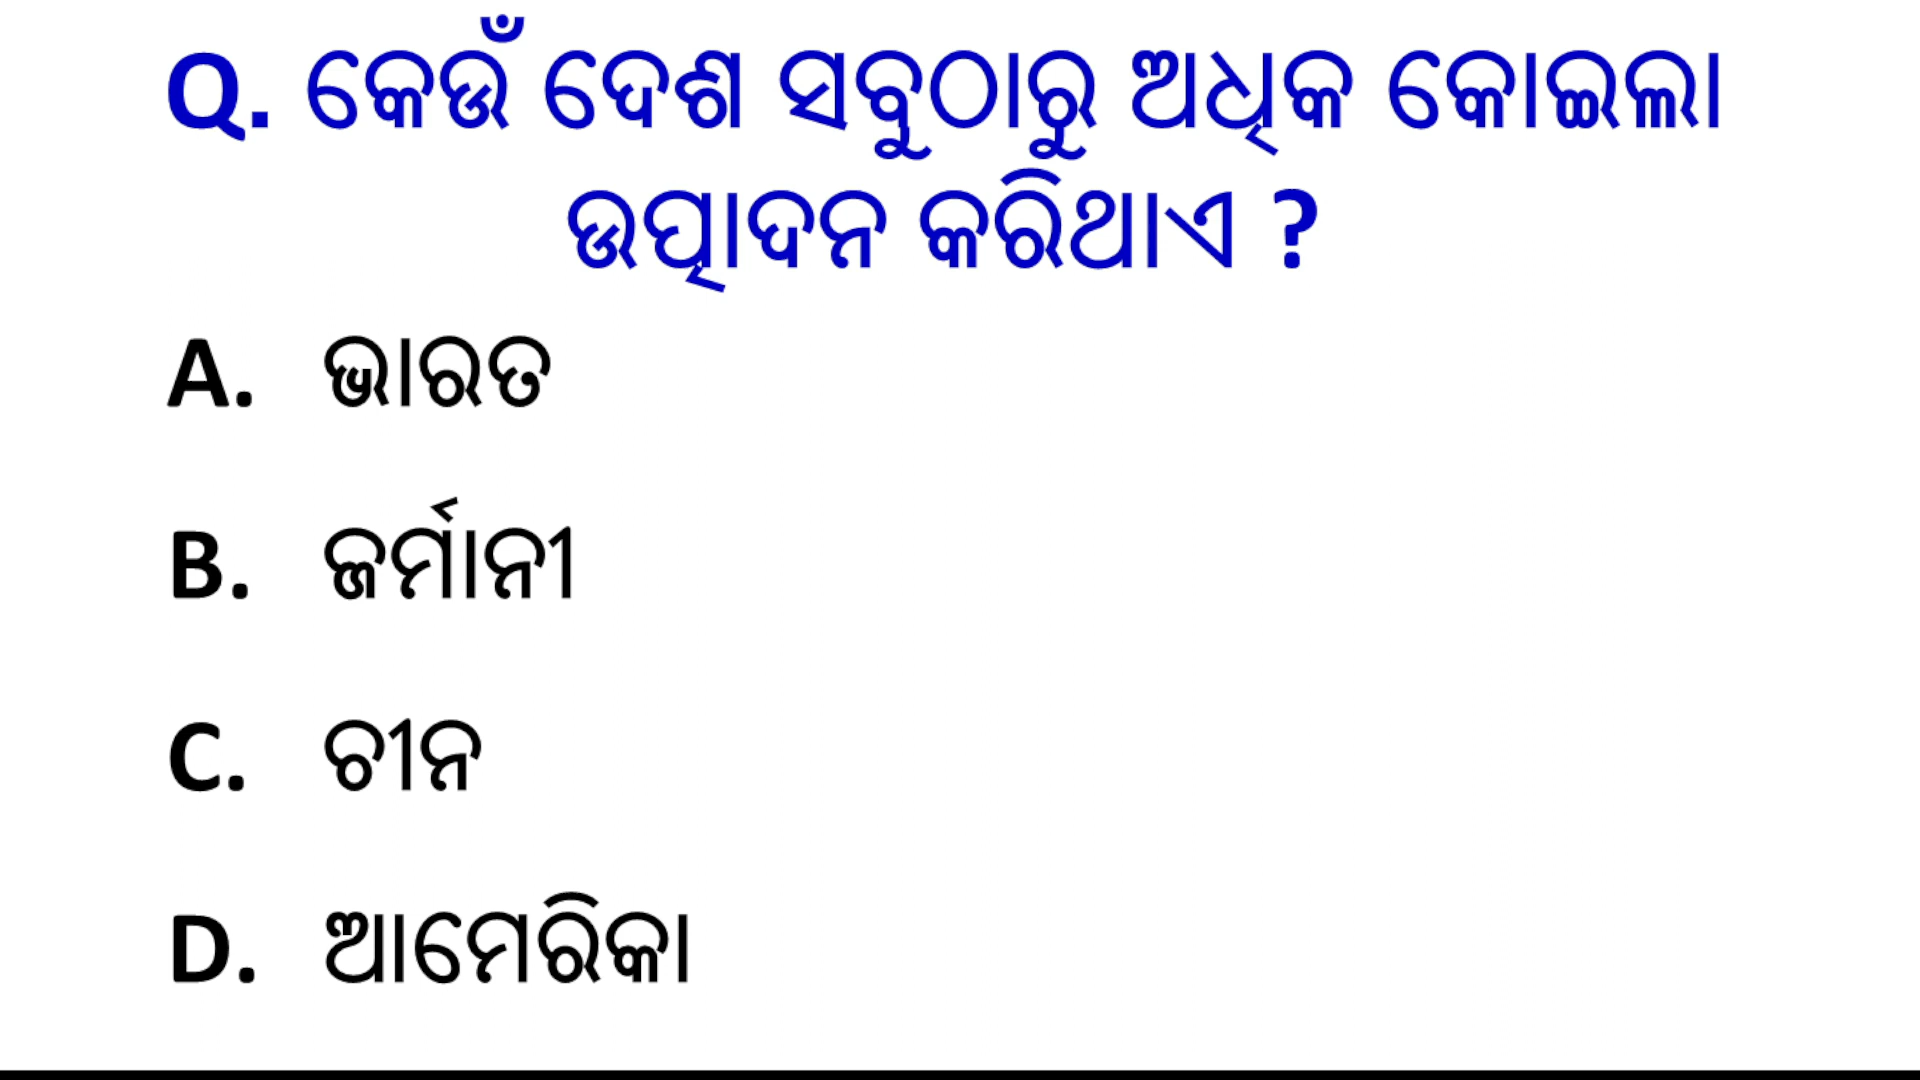 Q. କେଉଁ ଦେଶ ସବୁଠାରୁ ଅଧିକ କୋଇଲା
ଉତ୍ପାଦନ କରିଥାଏ ?
A. ଭାରତ
B. ଜର୍ମାନୀ
C. ଚୀନ
D. ଆମେରିକା